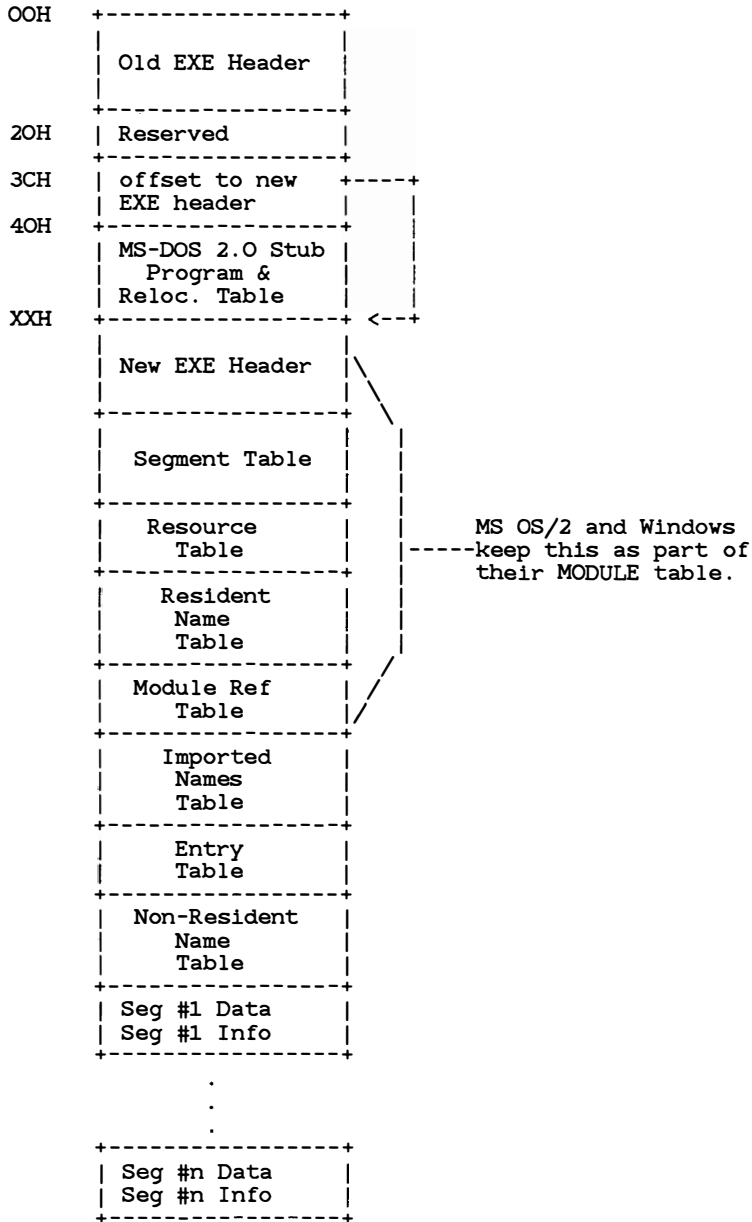 00H
Old EXE Header
20H Reserved
3CH offset to new
EXE header
40H
MS-DOS 2.0 Stub
Program &
Reloc. Table
XXH
New EXE Header
Segment Table
Resource
Table
MS OS/2 and Windows
keep this as part of
their MODULE table.
Resident
Name
Table
Module Ref
Table
Imported
Names
Table
Entry
Table
Non-Resident
Name
Table
Seg #1 Data
Seg #1 Info
.
.
.
Seg #n Data
Seg #n Info